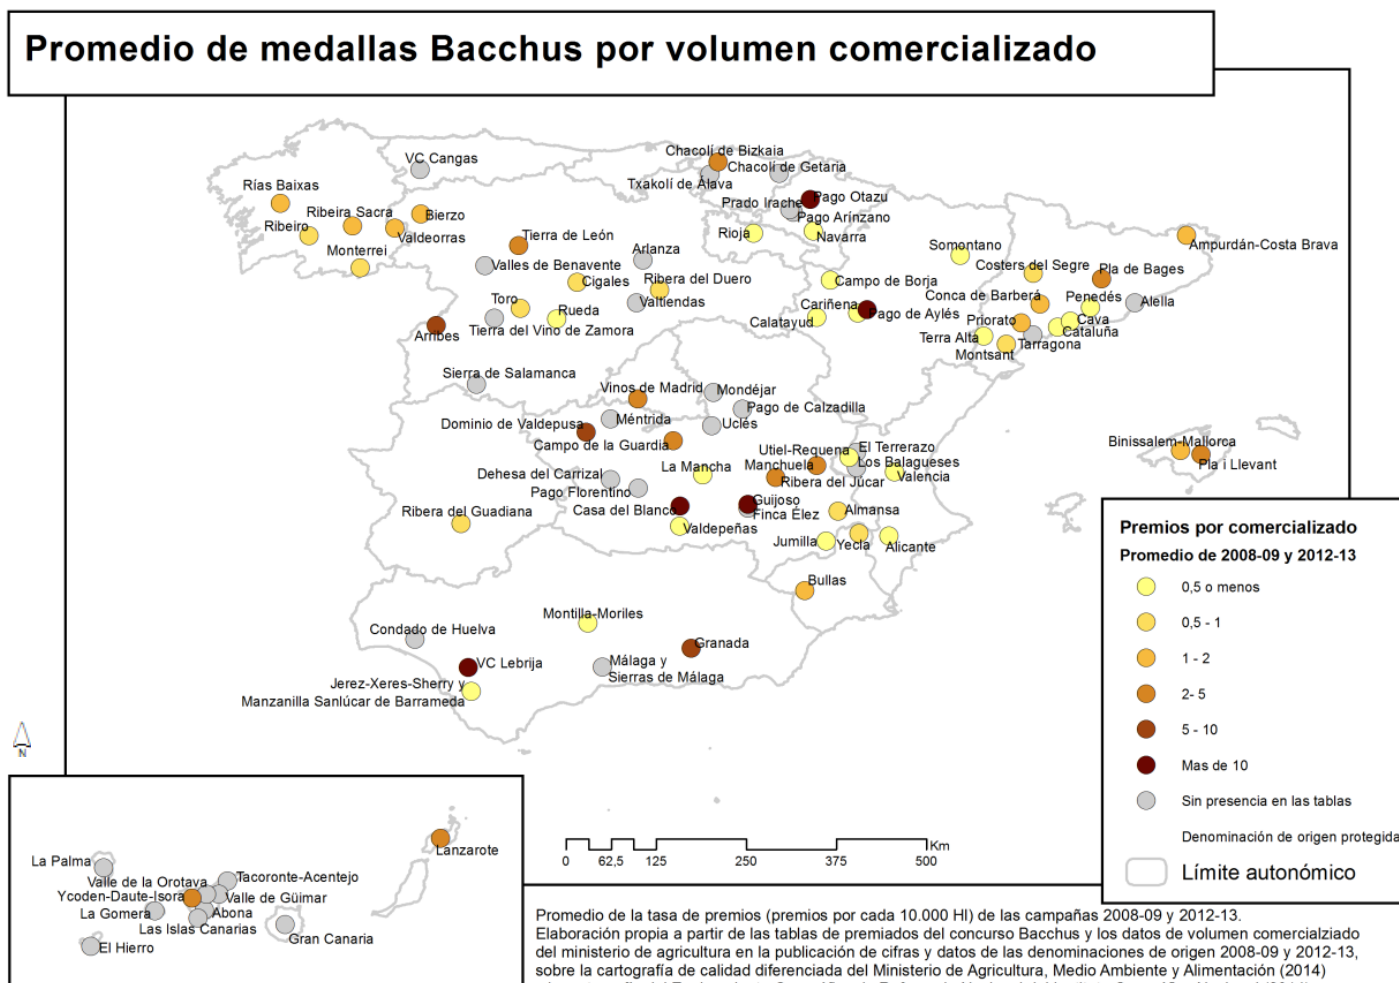 Promedio de medallas Bacchus por volumen comercializado
VC Cangas
Chacolí de Bizkaia
Chacolí de Getaria
Txakolí de Álava
Rías Baixas
Ribeira Sacra
Bierzo
Ribeiro
Valdeorras
Monterrei
Tierra de León
Prado Irache
Pago Otazu
Pago Arínzano
Rioja
Navarra
Arlanza
Valles de Benavente
Cigales
Ribera del Duero
Somontano
Costers del Segre
Ampurdán-Costa Brava
Pla de Bages
Toro
Rueda
Valtiendas
Campo de Borja
Conca de Barberá
Penedés
Alella
Arribes
Tierra del Vino de Zamora
Cariñena
Pago de Aylés
Calatayud
Priorato
Cava
Cataluña
Terra Alta
Tarragona
Montsant
Sierra de Salamanca
Vinos de Madrid
Mondéjar
Pago de Calzadilla
Dominio de Valdepusa
Méntrida
Uclés
Campo de la Guardia
Utiel-Requena
El Terrerazo
Binissalem-Mallorca
La Mancha
Manchuela
Los Balagueses
Pla i Llevant
Dehesa del Carrizal
Ribera del Júcar
Valencia
Pago Florentino
Guijoso
Ribera del Guadiana
Casa del Blanco
Finca Élez
Almansa
Valdepeñas
Jumilla
Yecla
Alicante
Bullas
Montilla-Moriles
Condado de Huelva
Granada
VC Lebrija
Málaga y
Sierras de Málaga
Jerez-Xeres-Sherry y
Manzanilla Sanlúcar de Barrameda
N
Premios por comercializado
Promedio de 2008-09 y 2012-13
0,5 o menos
0,5 - 1
1 - 2
2- 5
5 - 10
Mas de 10
Sin presencia en las tablas
Denominación de origen protegida
Límite autonómico
Km
0 62,5 125 250 375 500
Lanzarote
La Palma
Valle de la Orotava
Tacoronte-Acentejo
Ycoden-Daute-Isora
Valle de Güimar
La Gomera
Abona
Las Islas Canarias
Gran Canaria
El Hierro
Promedio de la tasa de premios (premios por cada 10.000 Hl) de las campañas 2008-09 y 2012-13.
Elaboración propia a partir de las tablas de premiados del concurso Bacchus y los datos de volumen comercialziado
del ministerio de agricultura en la publicación de cifras y datos de las denominaciones de origen 2008-09 y 2012-13,
sobre la cartografía de calidad diferenciada del Ministerio de Agricultura, Medio Ambiente y Alimentación (2014)